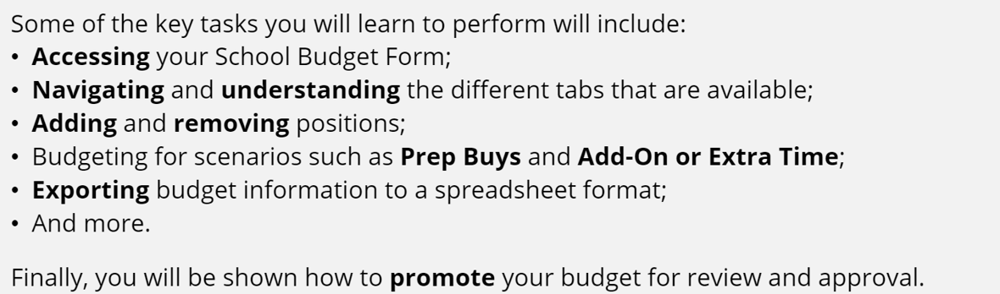 Some of the key tasks you will learn to perform will include:
• Accessing your School Budget Form;
• Navigating and understanding the different tabs that are available;
• Adding and removing positions;
• Budgeting for scenarios such as Prep Buys and Add-On or Extra Time;
• Exporting budget information to a spreadsheet format;
• And more.
Finally, you will be shown how to promote your budget for review and approval.